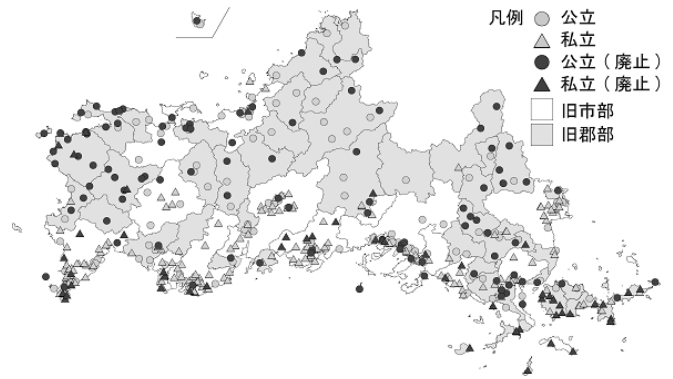 凡例 公立
私立
公立(廃止)
私立(廃止)
旧市部
旧郡部